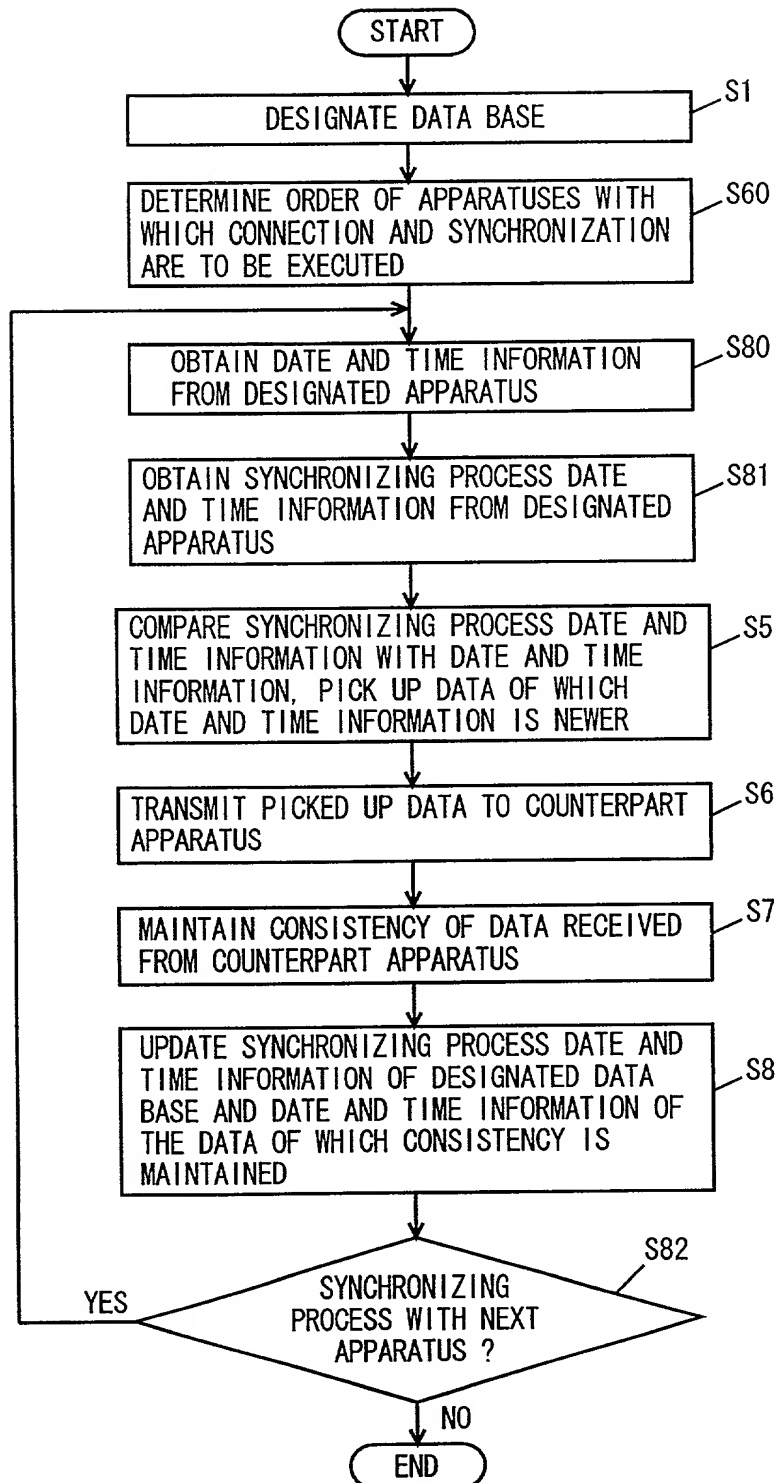 START
S1
DESIGNATE DATA BASE
S60
DETERMINE ORDER OF APPARATUSES WITH
WHICH CONNECTION AND SYNCHRONIZATION
ARE TO BE EXECUTED
S80
OBTAIN DATE AND TIME INFORMATION
FROM DESIGNATED APPARATUS
S81
OBTAIN SYNCHRONIZING PROCESS DATE
AND TIME INFORMATION FROM DESIGNATED
APPARATUS
S5
COMPARE SYNCHRONIZING PROCESS DATE AND
TIME INFORMATION WITH DATE AND TIME
INFORMATION, PICK UP DATA OF WHICH
DATE AND TIME INFORMATION IS NEWER
S6
TRANSMIT PICKED UP DATA TO COUNTERPART
APPARATUS
S7
MAINTAIN CONSISTENCY OF DATA RECEIVED
FROM COUNTERPART APPARATUS
S8
UPDATE SYNCHRONIZING PROCESS DATE AND
TIME INFORMATION OF DESIGNATED DATA
BASE AND DATE AND TIME INFORMATION OF
THE DATA OF WHICH CONSISTENCY IS
MAINTAINED
S82
YES
SYNCHRONIZING
PROCESS WITH NEXT
APPARATUS ?
NO
END